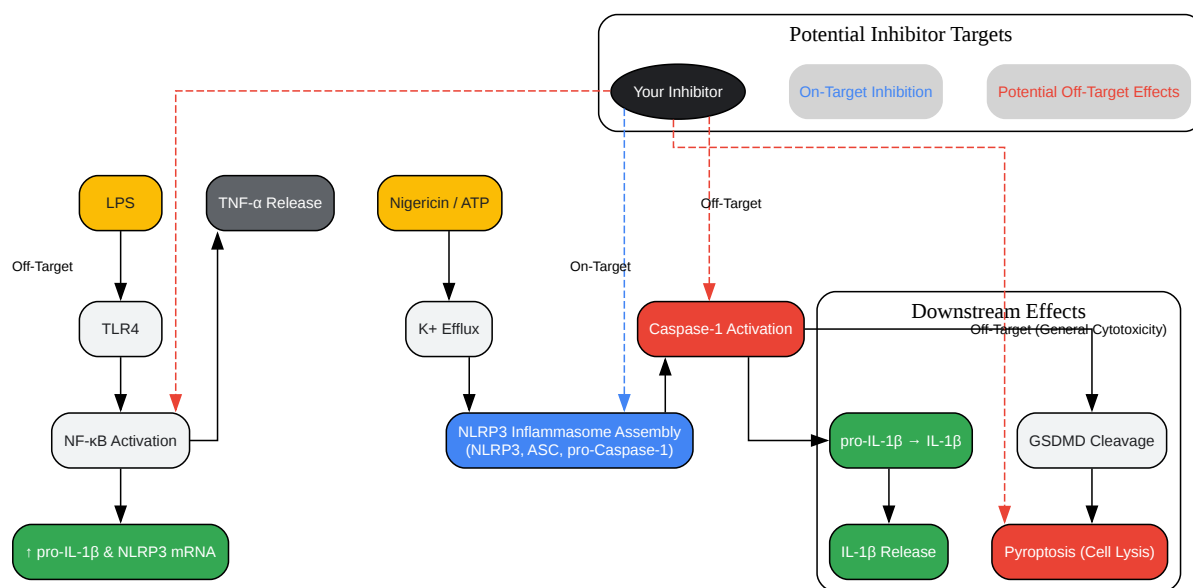 Potential Inhibitor Targets
Your Inhibitor
On-Target Inhibition
Potential Off-Target Effects
LPS
TNF-α Release
Nigericin / ATP
Off-Target
Off-Target
On-Target
TLR4
K+ Efflux
Caspase-1 Activation
Downstream Effects
Off-Target (General Cytotoxicity)
NF-κB Activation
NLRP3 Inflammasome Assembly
(NLRP3, ASC, pro-Caspase-1)
pro-IL-1β → IL-1β
GSDMD Cleavage
↑ pro-IL-1β & NLRP3 mRNA
IL-1β Release
Pyroptosis (Cell Lysis)